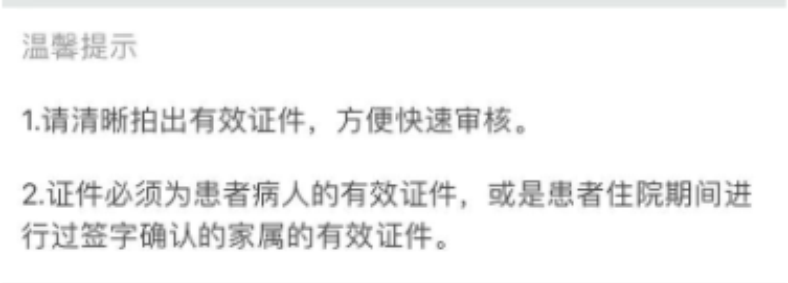 温馨提示
1.请清晰拍出有效证件，方便快速审核。
2.证件必须为患者病人的有效证件，或是患者住院期间进
行过签字确认的家属的有效证件。